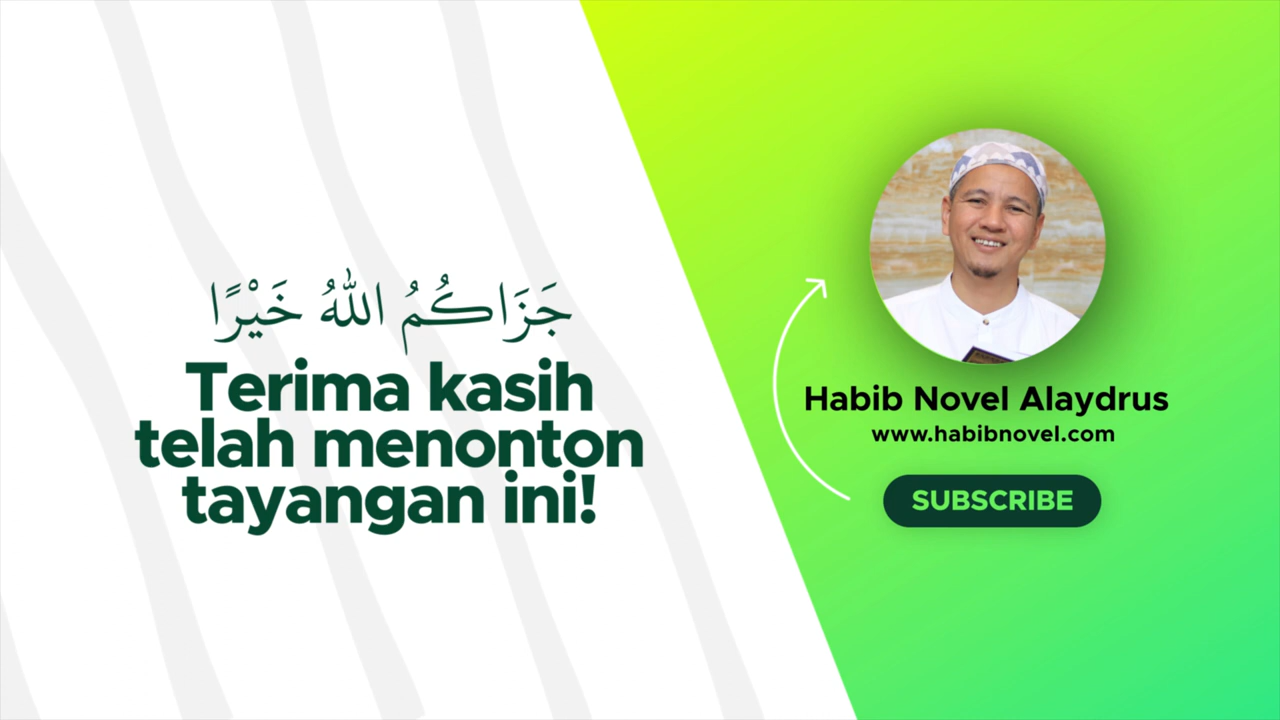 جَزَاكُمُ اللهُ خَيْرًا
Terima kasih
telah menonton
tayangan ini!
Habib Novel Alaydrus
www.habibnovel.com
SUBSCRIBE